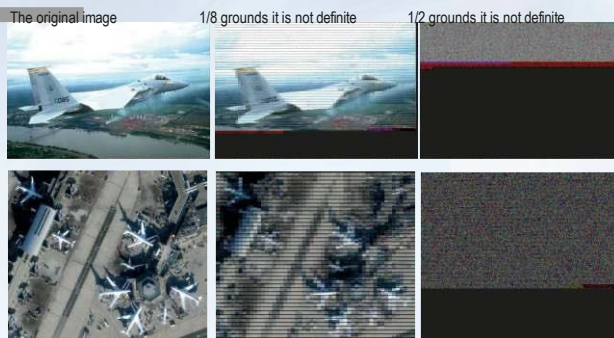 The original image
1/8 grounds it is not definite
1/2 grounds it is not definite